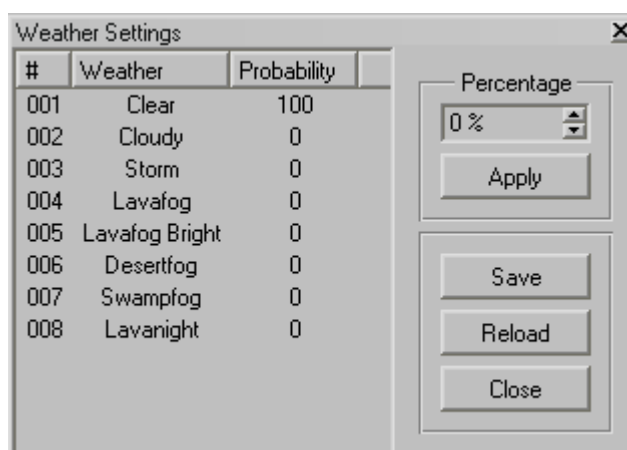 Weather Settings
# Weather Probability
001 Clear 100
002 Cloudy 0
003 Storm 0
004 Lavafog 0
005 Lavafog Bright 0
006 Desertfog 0
007 Swampfog 0
008 Lavanight 0
Percentage
0 %
Apply
Save
Reload
Close